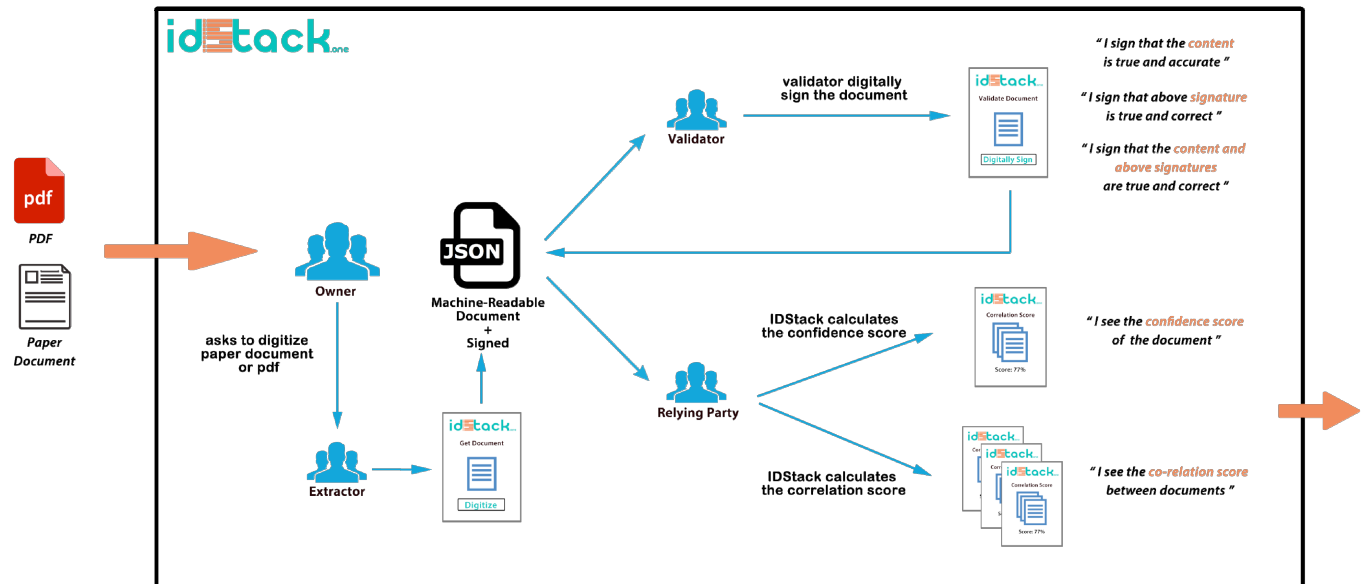 idStack.one
pdf
PDF
Paper
Document
Owner
asks to digitize
paper document
or pdf
Extractor
idStack
Get Document
Digitize
JSON
Machine-Readable
Document
+
Signed
Validator
validator digitally
sign the document
idStack
Validate Document
Digitally Sign
“ I sign that the content
is true and accurate ”
“ I sign that above signature
is true and correct ”
“ I sign that the content and
above signatures
are true and correct ”
Relying Party
IDStack calculates
the confidence score
idStack
Correlation Score
Score: 77%
“ I see the confidence score
of the document ”
IDStack calculates
the correlation score
idStack
Co
idStack
Cor
S
idStack
Correlation Score
Score: 77%
“ I see the co-relation score
between documents ”